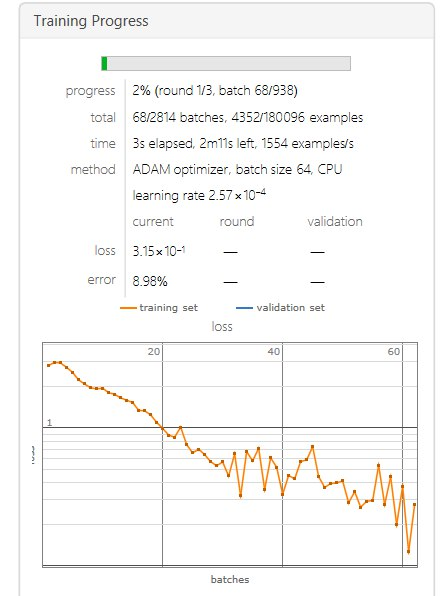 Training Progress
progress 2% (round 1/3, batch 68/938)
total 68/2814 batches, 4352/180096 examples
time 3s elapsed, 2m11s left, 1554 examples/s
method ADAM optimizer, batch size 64, CPU
learning rate 2.57×10⁻⁴
current round validation
loss 3.15×10⁻¹ — —
error 8.98% — —
training set validation set
loss
20 40 60
1
loss
batches